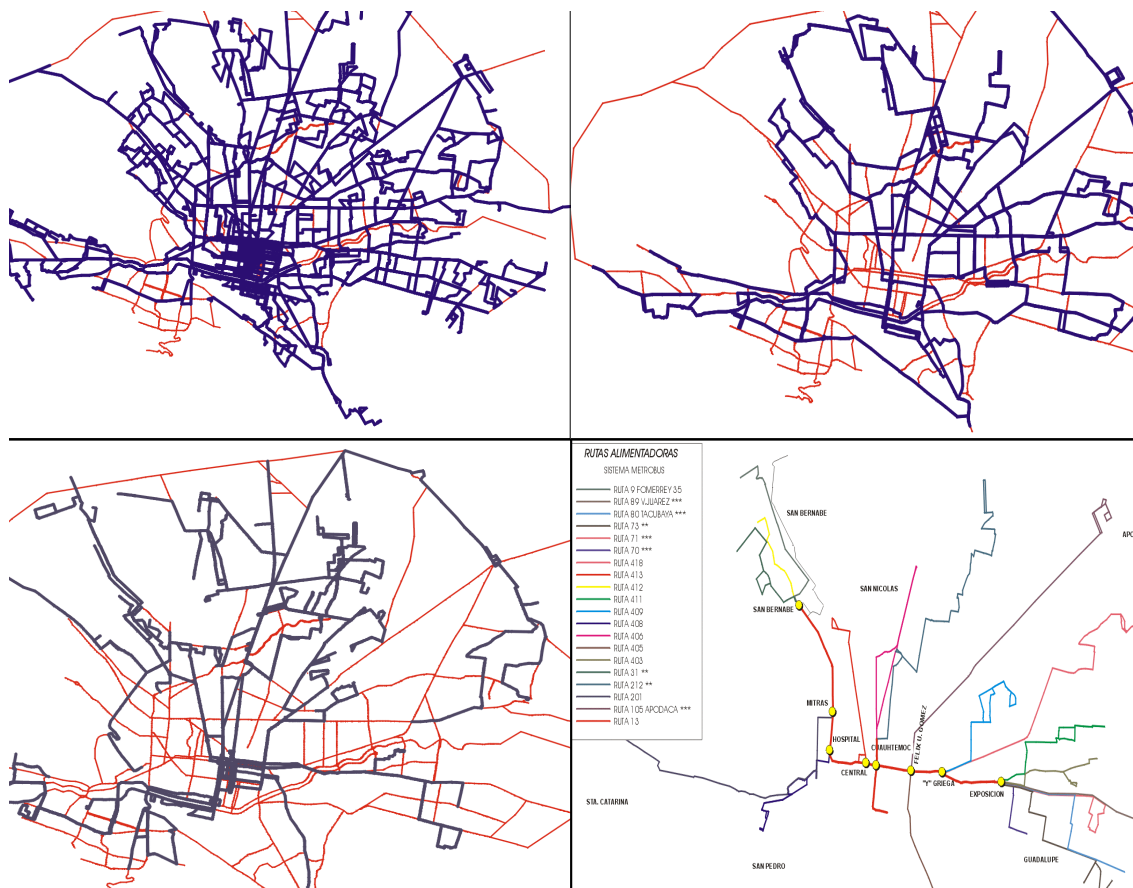 RUTAS ALIMENTADORAS
SISTEMA METROBUS
RUTA 9 FOMERREY 35
RUTA 89 V.JUAREZ ***
RUTA 80 TACUBAYA ***
RUTA 73 **
RUTA 71 ***
RUTA 70 ***
RUTA 418
RUTA 413
RUTA 412
RUTA 411
RUTA 409
RUTA 408
RUTA 406
RUTA 405
RUTA 403
RUTA 31 **
RUTA 212 **
RUTA 201
RUTA 105 APODACA ***
RUTA 13
SAN BERNABE
APO
SAN NICOLAS
SAN BERNABE
MITRAS
FELIX U. GOMEZ
HOSPITAL
CUAUHTEMOC
CENTRAL
"Y" GRIEGA
EXPOSICION
STA. CATARINA
SAN PEDRO
GUADALUPE